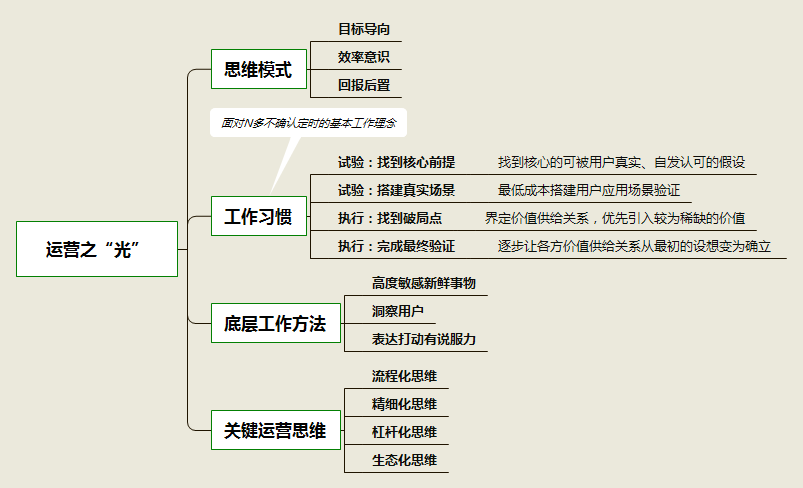 运营之“光”
思维模式
目标导向
效率意识
回报后置
面对N多不确认定时的基本工作理念
工作习惯
试验：找到核心前提 找到核心的可被用户真实、自发认可的假设
试验：搭建真实场景 最低成本搭建用户应用场景验证
执行：找到破局点 界定价值供给关系，优先引入较为稀缺的价值
执行：完成最终验证 逐步让各方价值供给关系从最初的设想变为确立
底层工作方法
高度敏感新鲜事物
洞察用户
表达打动有说服力
关键运营思维
流程化思维
精细化思维
杠杆化思维
生态化思维